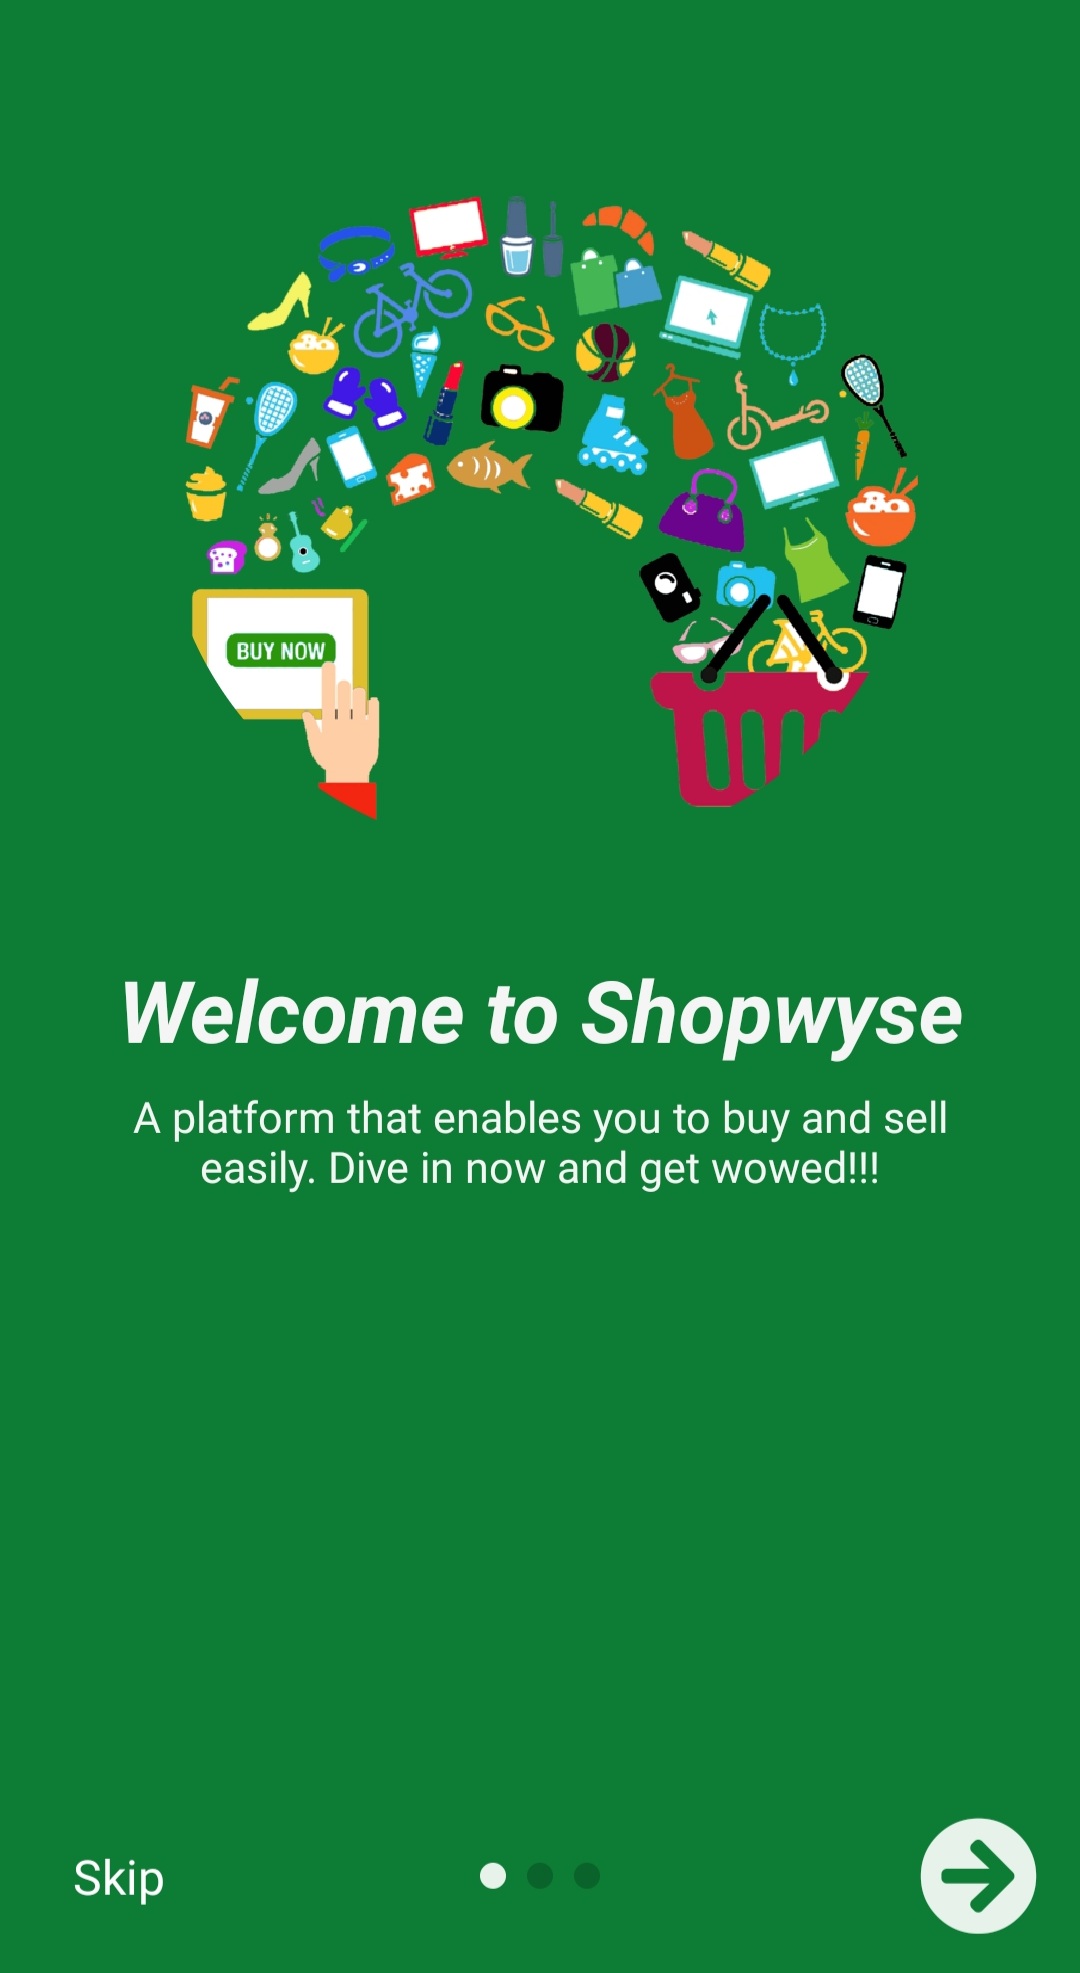 BUY NOW
Welcome to Shopwyse
A platform that enables you to buy and sell
easily. Dive in now and get wowed!!!
Skip